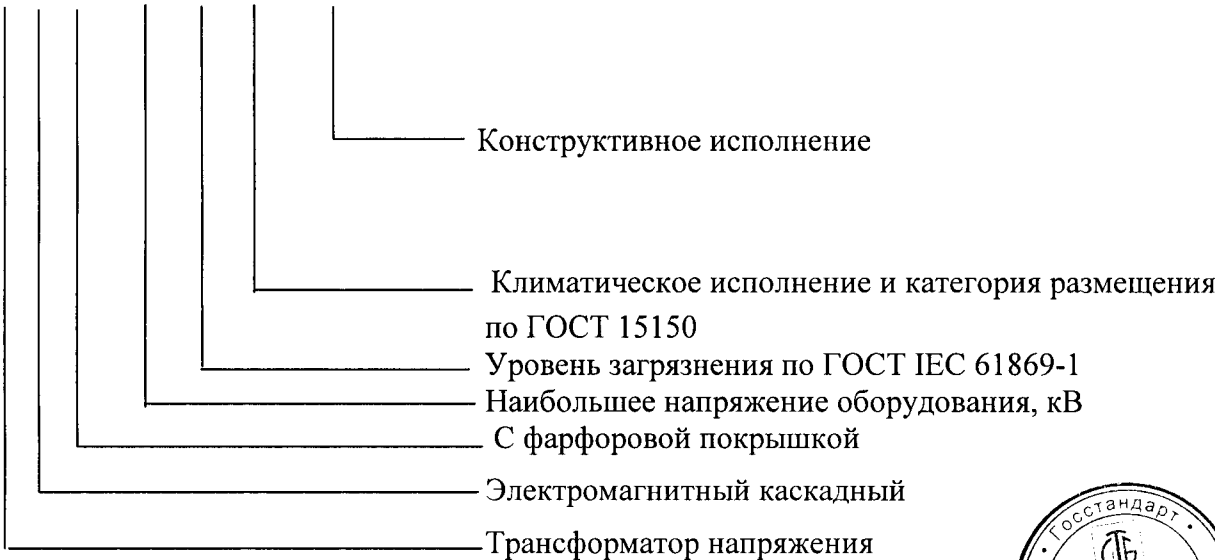 Конструктивное исполнение
Климатическое исполнение и категория размещения
по ГОСТ 15150
Уровень загрязнения по ГОСТ IEC 61869-1
Наибольшее напряжение оборудования, кВ
С фарфоровой покрышкой
Электромагнитный каскадный
Трансформатор напряжения
• Госстандарт •